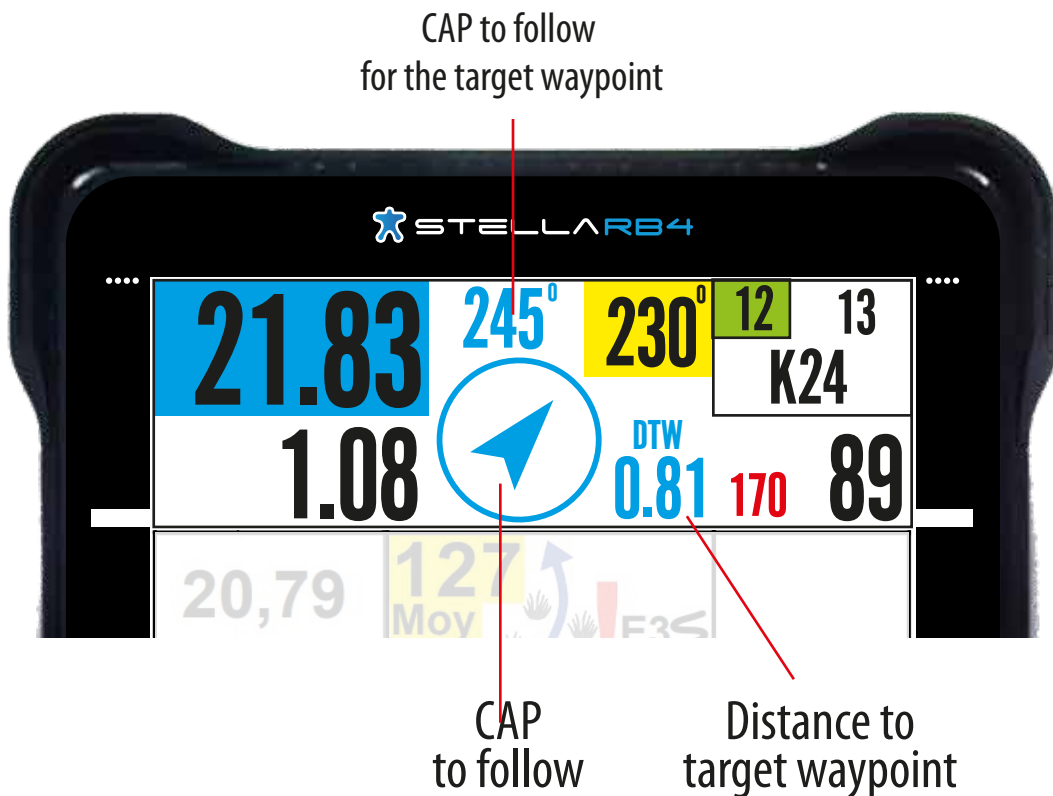 CAP to follow
for the target waypoint
STELLARB4
21.83
245°
230°
12
13
K24
1.08
DTW
0.81
170
89
20,79
127
Moy
CAP
to follow
Distance to
target waypoint